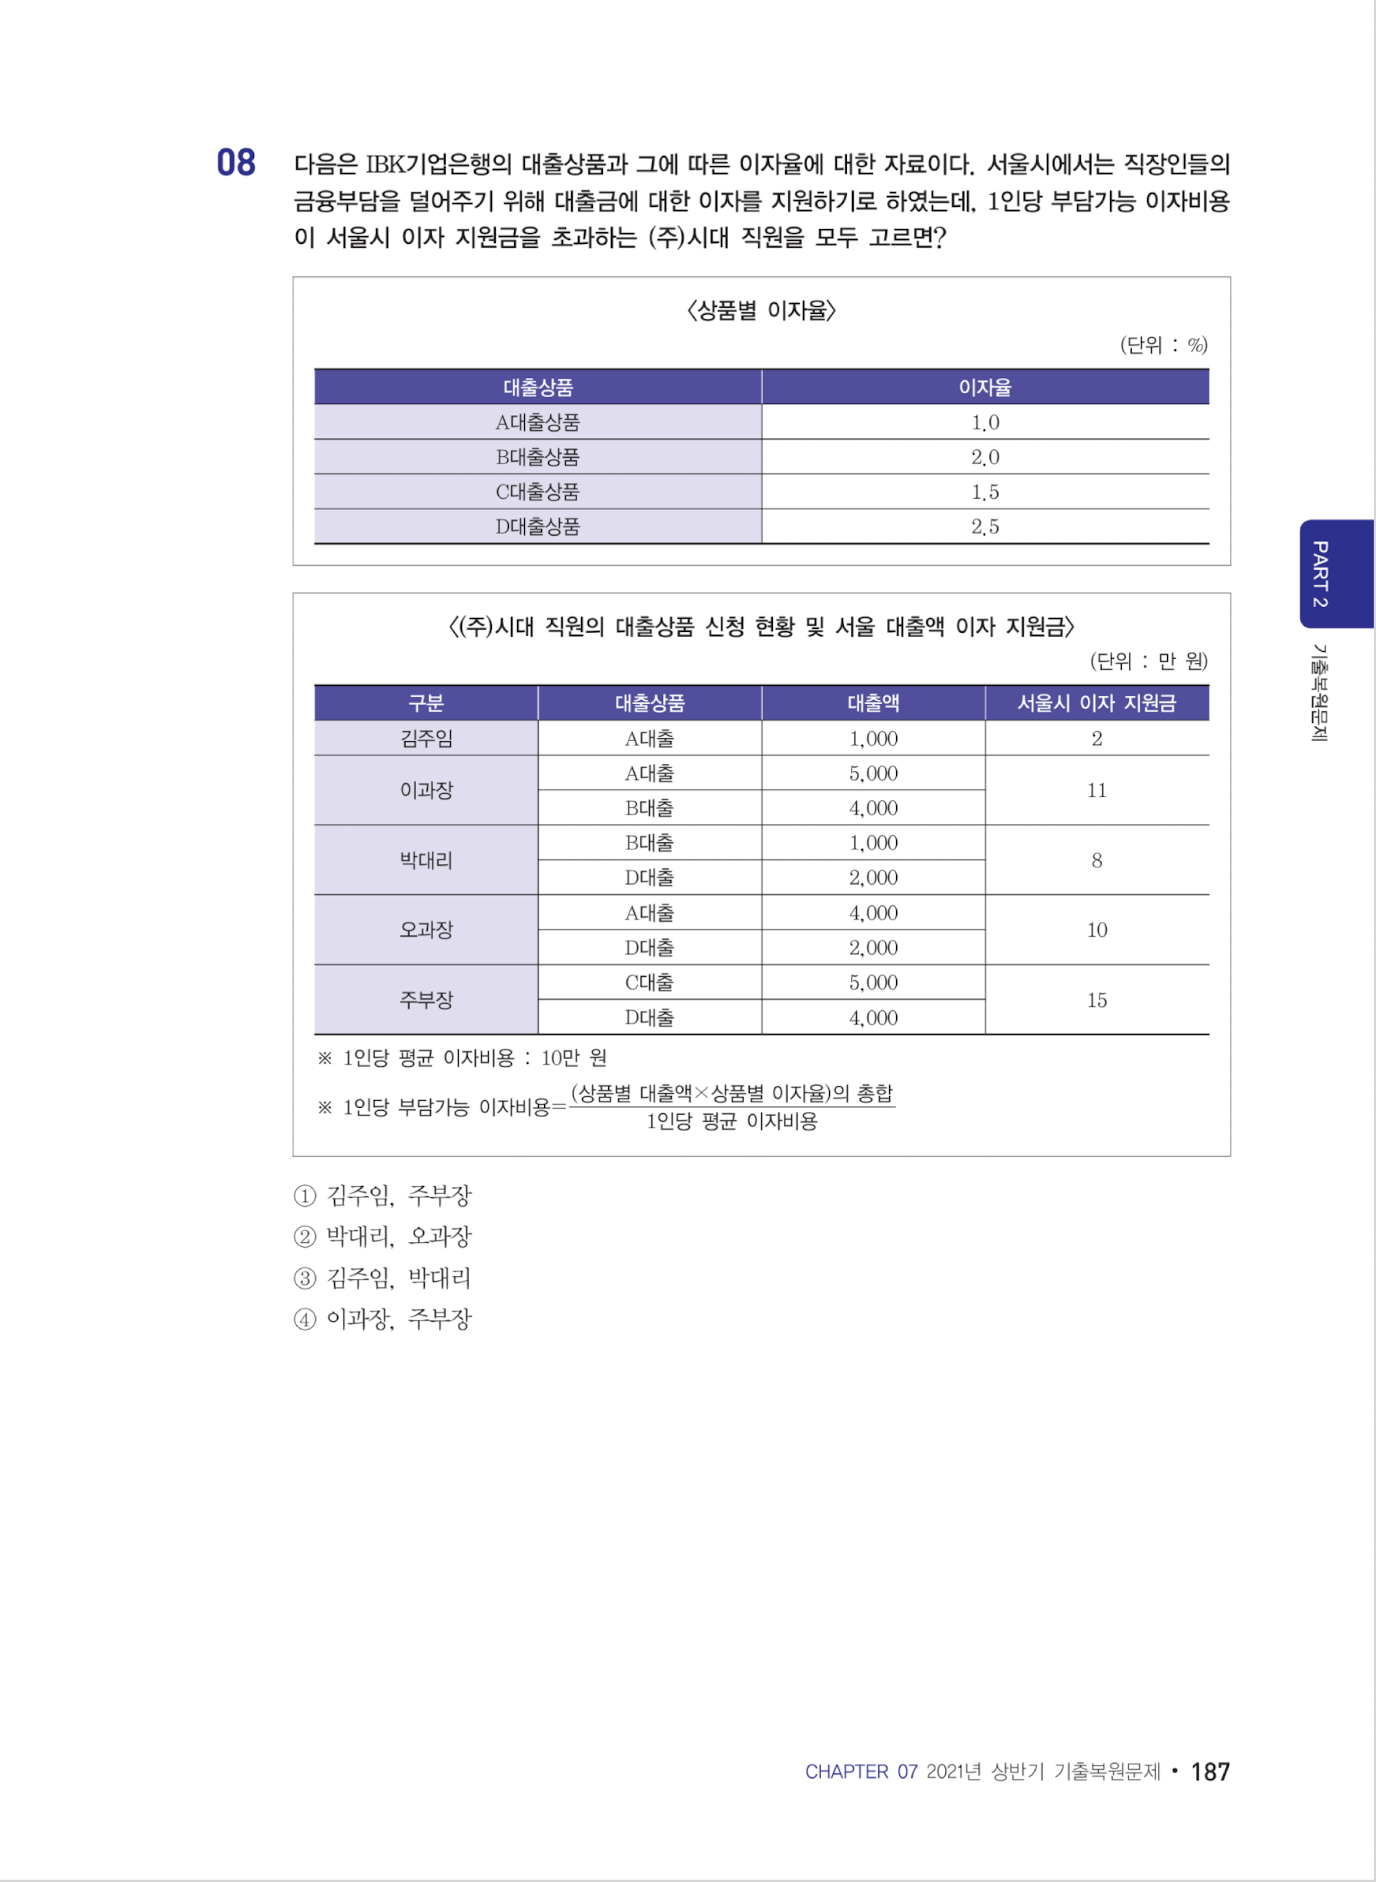 08
다음은 IBK기업은행의 대출상품과 그에 따른 이자율에 대한 자료이다. 서울시에서는 직장인들의
금융부담을 덜어주기 위해 대출금에 대한 이자를 지원하기로 하였는데, 1인당 부담가능 이자비용
이 서울시 이자 지원금을 초과하는 (주)시대 직원을 모두 고르면?
〈상품별 이자율〉
(단위 : %)
대출상품 이자율
A대출상품 1.0
B대출상품 2.0
C대출상품 1.5
D대출상품 2.5
〈(주)시대 직원의 대출상품 신청 현황 및 서울 대출액 이자 지원금〉
(단위 : 만 원)
구분 대출상품 대출액 서울시 이자 지원금
김주임 A대출 1,000 2
이과장 A대출 5,000 11
B대출 4,000
박대리 B대출 1,000 8
D대출 2,000
오과장 A대출 4,000 10
D대출 2,000
주부장 C대출 5,000 15
D대출 4,000
※ 1인당 평균 이자비용 : 10만 원
※ 1인당 부담가능 이자비용=
(상품별 대출액×상품별 이자율)의 총합
1인당 평균 이자비용
① 김주임, 주부장
② 박대리, 오과장
③ 김주임, 박대리
④ 이과장, 주부장
PART 2
기출복원문제
CHAPTER 07 2021년 상반기 기출복원문제 • 187